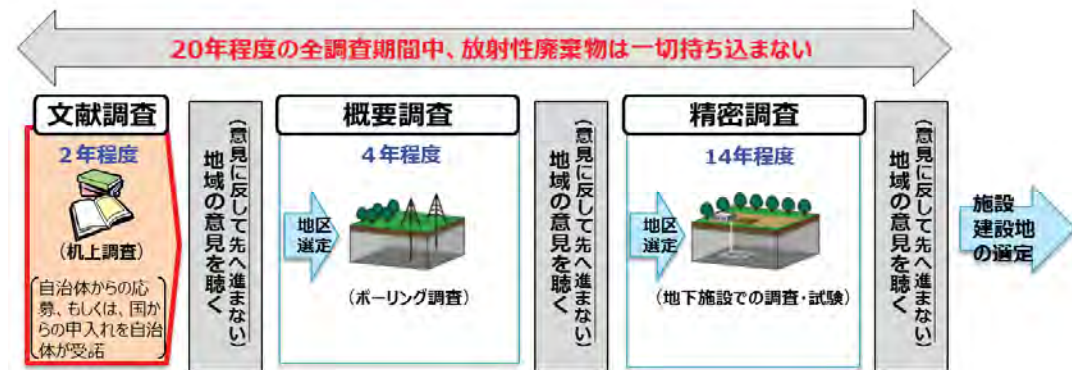 20年程度の全調査期間中、放射性廃棄物は一切持ち込まない
文献調査
2年程度
(机上調査)
自治体からの応
募、もしくは、国か
らの申入れを自治
体が受諾
地域の意見を聴く
(意見に反して先へ進まない)
概要調査
4年程度
地区
選定
(ボーリング調査)
地域の意見を聴く
(意見に反して先へ進まない)
精密調査
14年程度
地区
選定
(地下施設での調査・試験)
地域の意見を聴く
(意見に反して先へ進まない)
施設
建設地
の選定